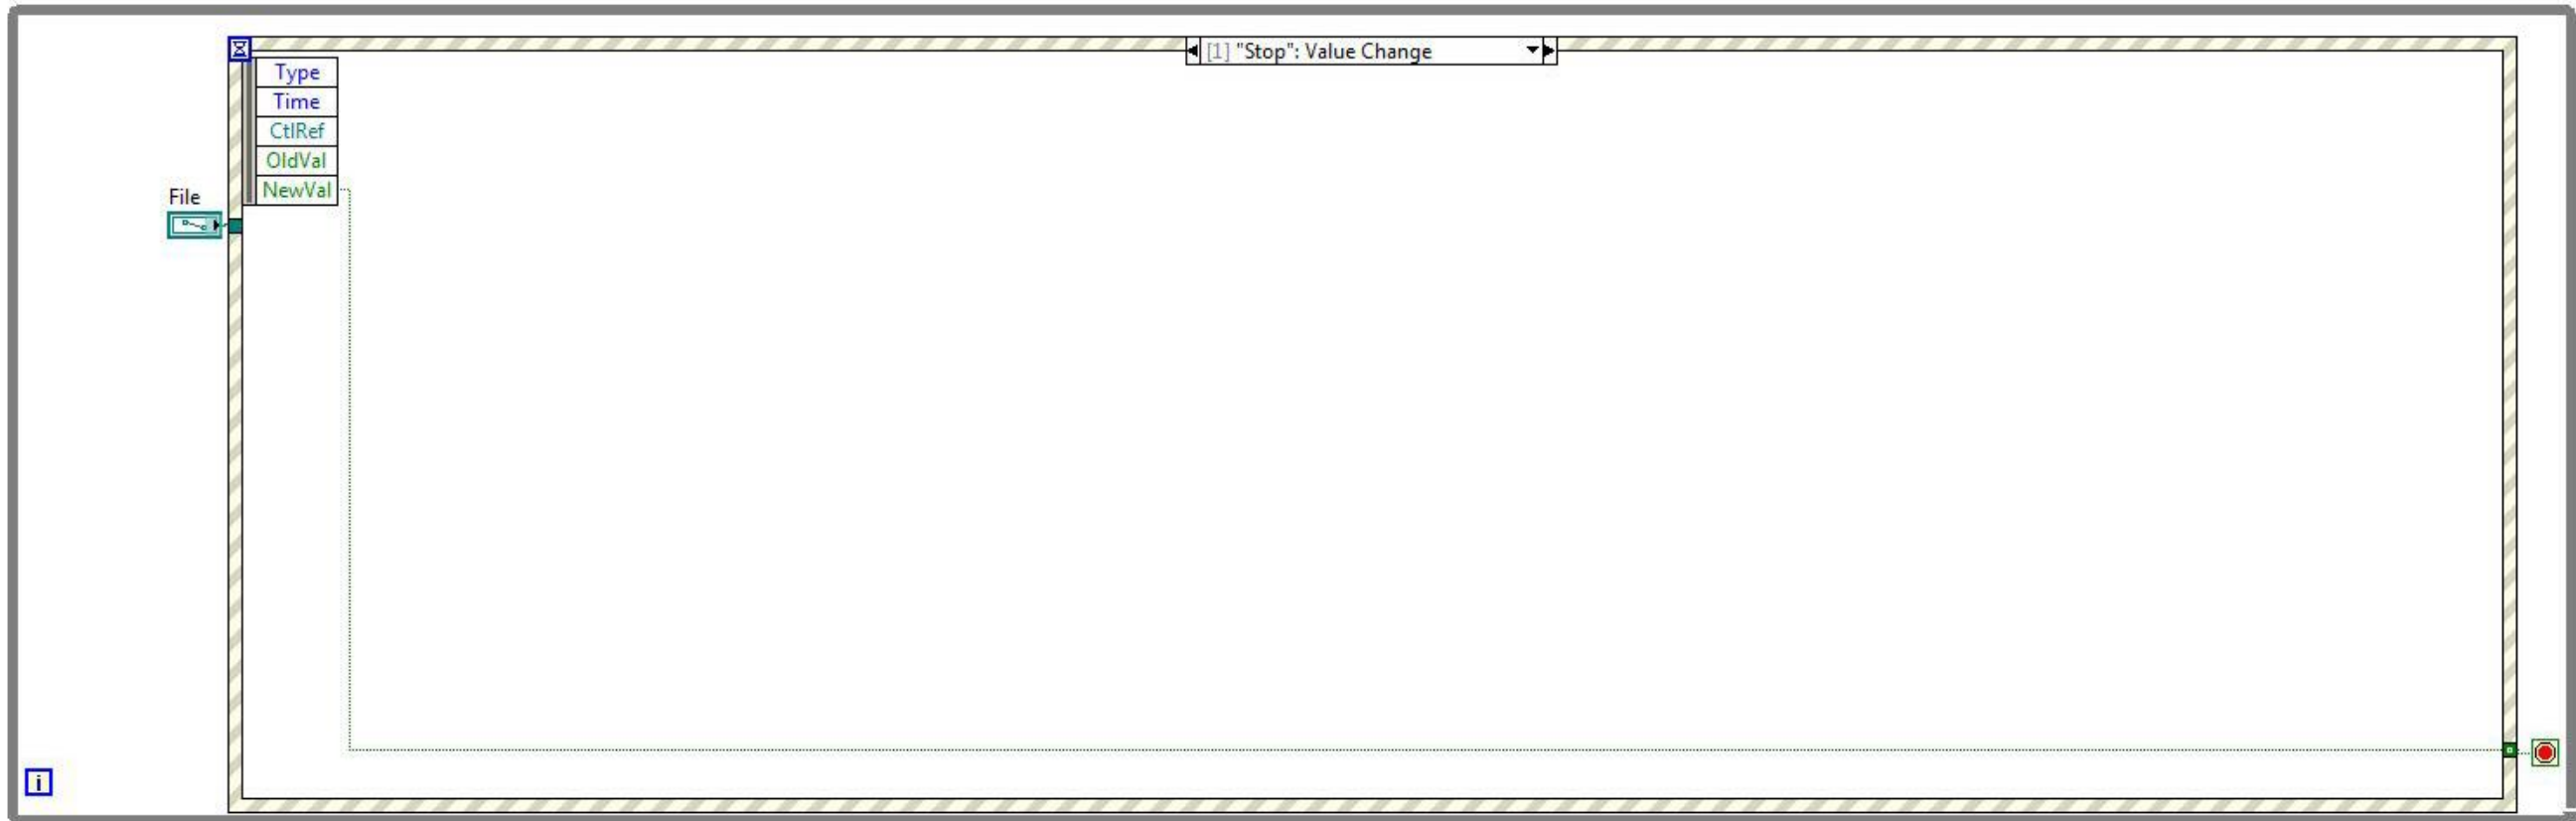 [1] "Stop": Value Change
Type
Time
CtlRef
OldVal
NewVal
File
i